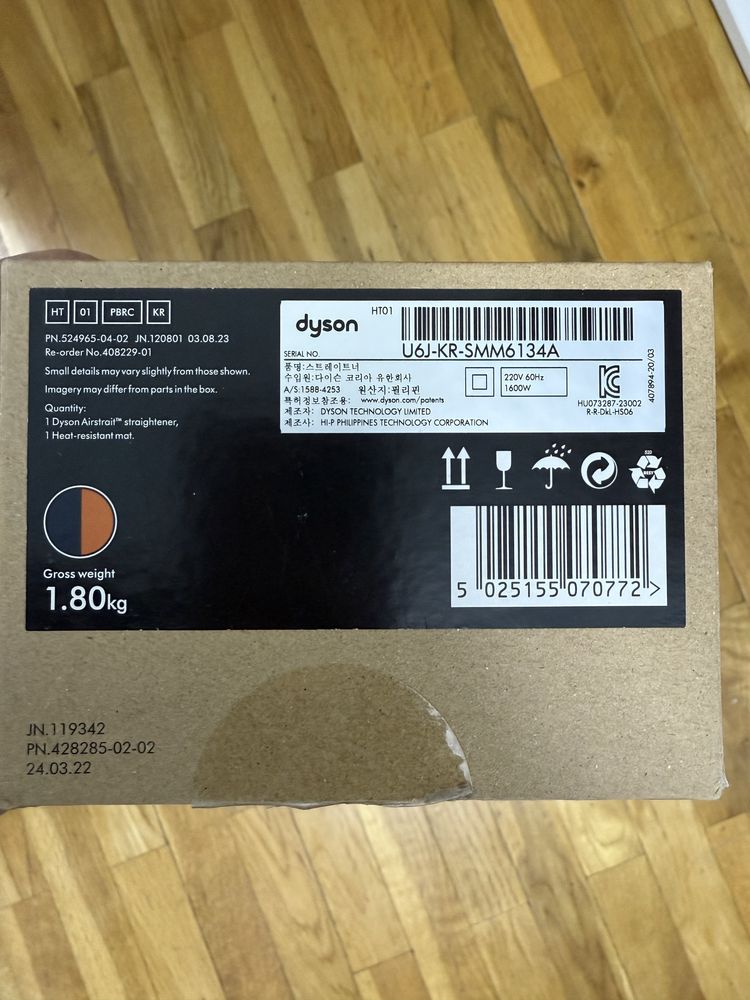 HT 01 PBRC KR
PN.524965-04-02 JN.120801 03.08.23
Re-order No.408229-01
Small details may vary slightly from those shown.
Imagery may differ from parts in the box.
Quantity:
1 Dyson Airstrait™ straightener,
1 Heat-resistant mat.
Gross weight
1.80kg
dyson
HT01
SERIAL NO.
U6J-KR-SMM6134A
품명:스트레이트너
수입원:다이슨 코리아 유한회사
A/S:1588-4253 원산지:필리핀
특허정보참조용: www.dyson.com/patents
제조자: DYSON TECHNOLOGY LIMITED
제조사: HI-P PHILIPPINES TECHNOLOGY CORPORATION
220V 60Hz
1600W
HU073287-23002
R-R-DkL-HS06
407894-20/03
5 025155 070772 >
JN.119342
PN.428285-02-02
24.03.22